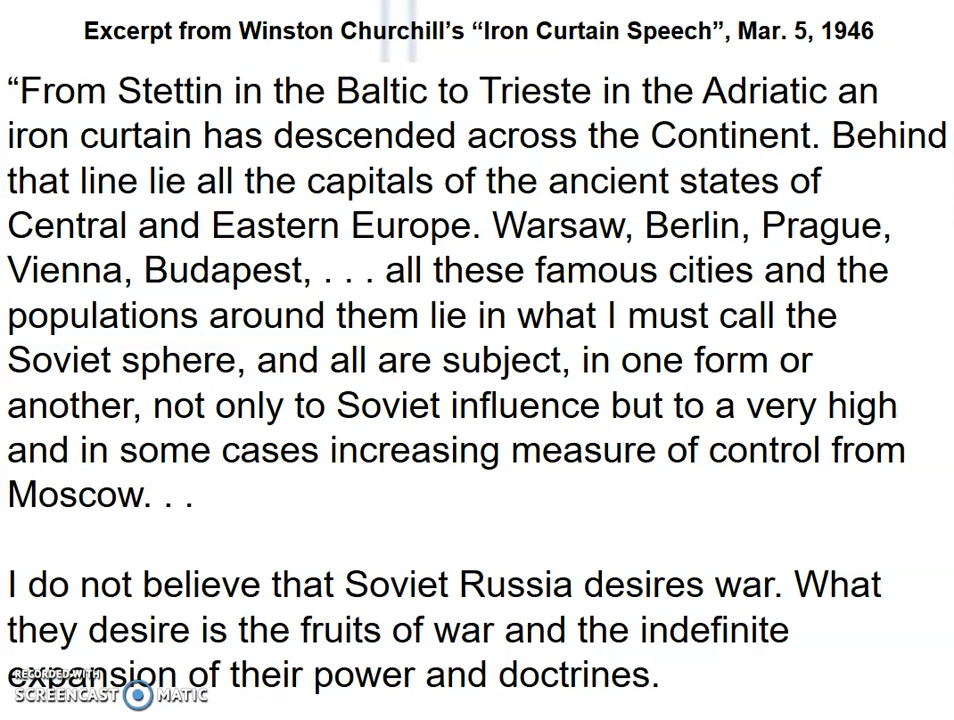 Excerpt from Winston Churchill’s “Iron Curtain Speech”, Mar. 5, 1946
“From Stettin in the Baltic to Trieste in the Adriatic an
iron curtain has descended across the Continent. Behind
that line lie all the capitals of the ancient states of
Central and Eastern Europe. Warsaw, Berlin, Prague,
Vienna, Budapest, . . . all these famous cities and the
populations around them lie in what I must call the
Soviet sphere, and all are subject, in one form or
another, not only to Soviet influence but to a very high
and in some cases increasing measure of control from
Moscow. . .
I do not believe that Soviet Russia desires war. What
they desire is the fruits of war and the indefinite
expansion of their power and doctrines.
RECORDED WITH
SCREENCAST MATIC